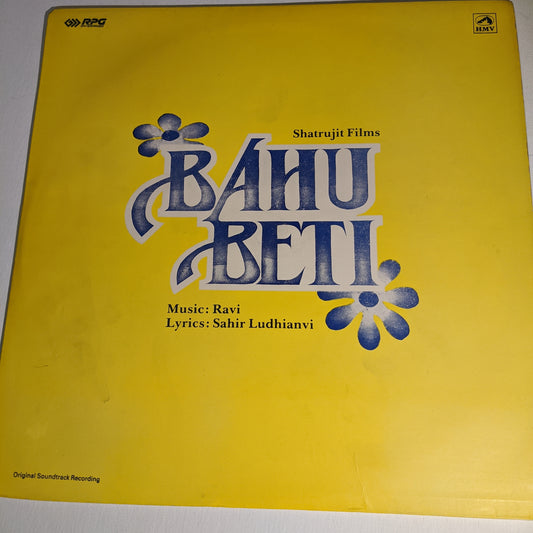 RPG
HMV
Shatrujit Films
BAHU
BETI
Music: Ravi
Lyrics: Sahir Ludhianvi
Original Soundtrack Recording